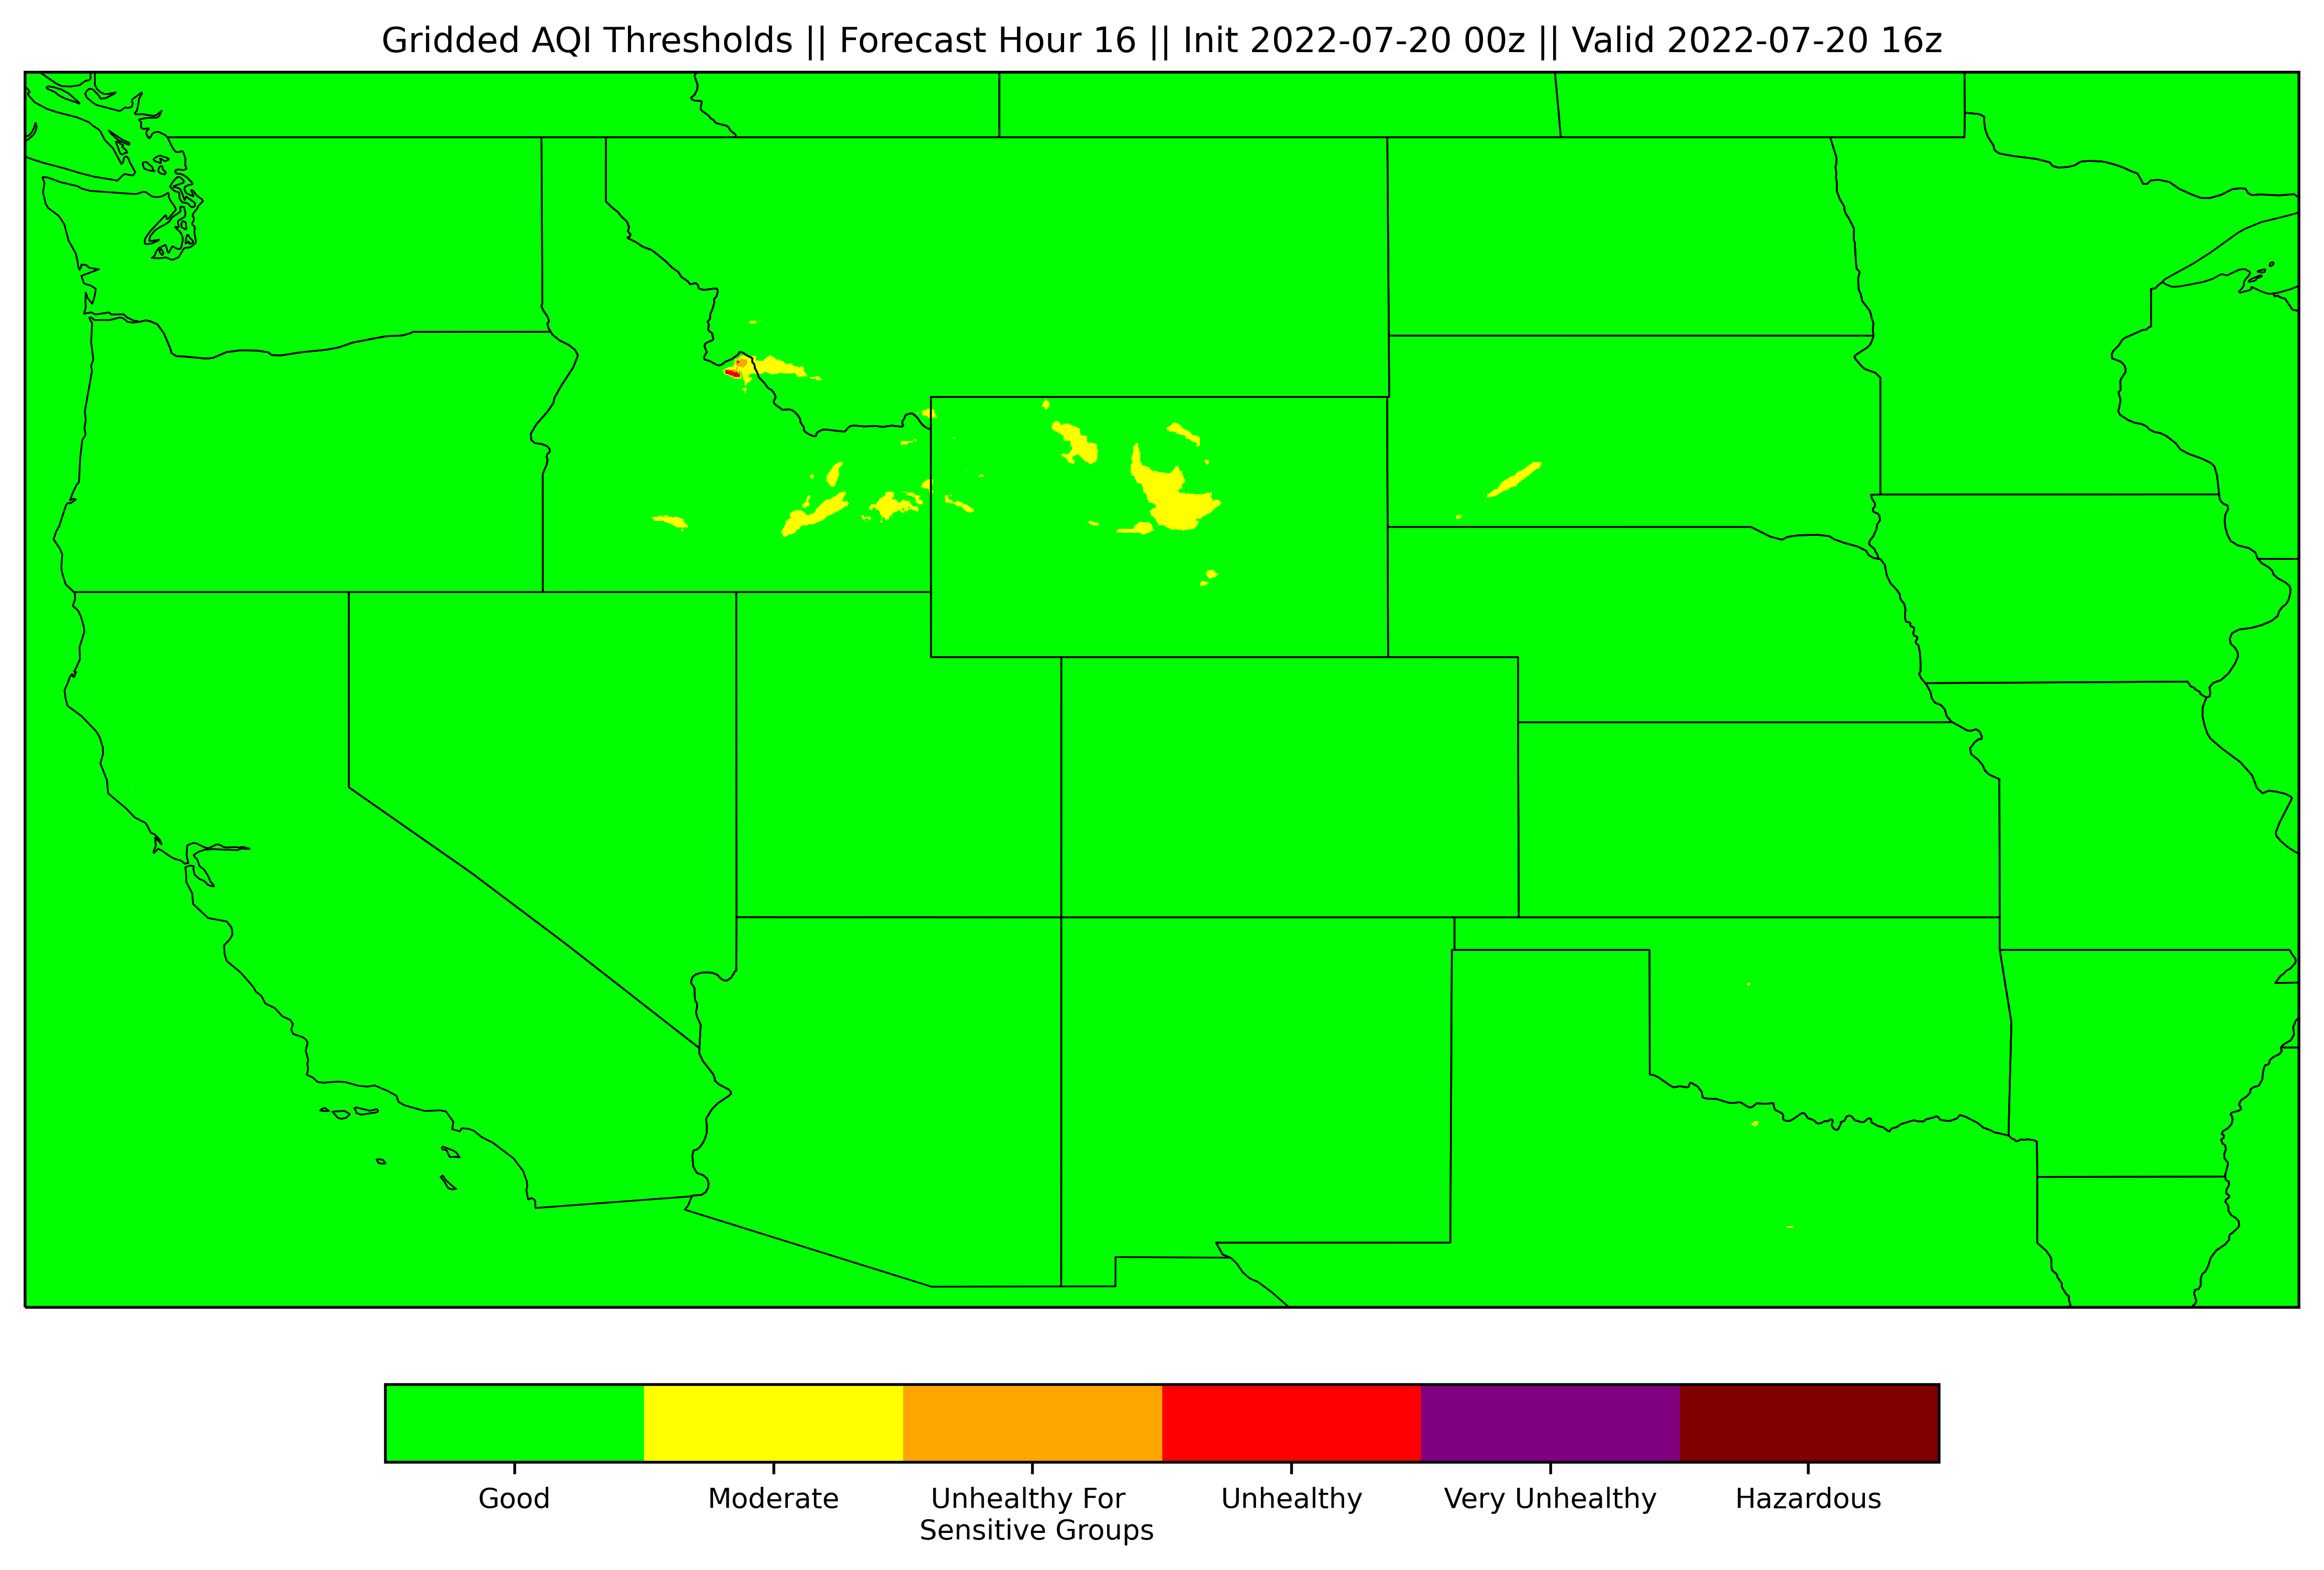 Gridded AQI Thresholds || Forecast Hour 16 || Init 2022-07-20 00z || Valid 2022-07-20 16z
Good
Moderate
Unhealthy For
Sensitive Groups
Unhealthy
Very Unhealthy
Hazardous